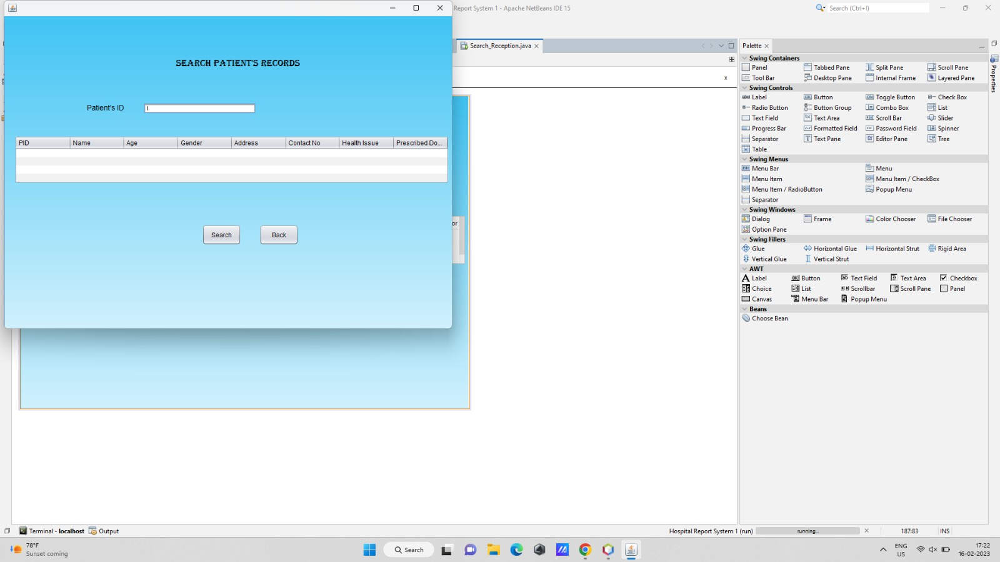 Report System 1 - Apache NetBeans IDE 15
Search (Ctrl+I)
Search_Reception.java
SEARCH PATIENT'S RECORDS
Patient's ID
PID Name Age Gender Address Contact No Health Issue Prescribed Do...
or
Search Back
Palette
Properties
Swing Containers
Panel Tabbed Pane Split Pane Scroll Pane
Tool Bar Desktop Pane Internal Frame Layered Pane
Swing Controls
Label Button Toggle Button Check Box
Radio Button Button Group Combo Box List
Text Field Text Area Scroll Bar Slider
Progress Bar Formatted Field Password Field Spinner
Separator Text Pane Editor Pane Tree
Table
Swing Menus
Menu Bar Menu
Menu Item Menu Item / CheckBox
Menu Item / RadioButton Popup Menu
Separator
Swing Windows
Dialog Frame Color Chooser File Chooser
Option Pane
Swing Fillers
Glue Horizontal Glue Horizontal Strut Rigid Area
Vertical Glue Vertical Strut
AWT
Label Button Text Field Text Area Checkbox
Choice List Scrollbar Scroll Pane Panel
Canvas Menu Bar Popup Menu
Beans
Choose Bean
Terminal - localhost Output
Hospital Report System 1 (run) running... 187:83 INS
78°F
Sunset coming
Search
ENG
US
17:22
16-02-2023